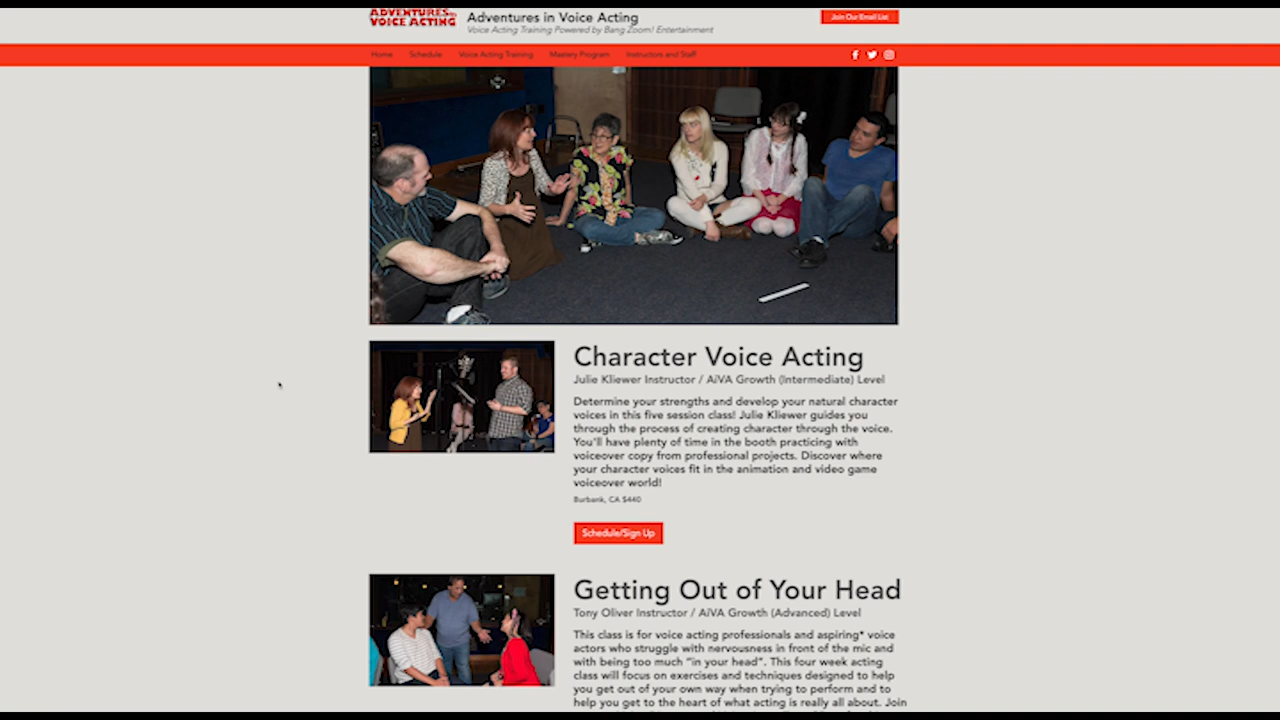 ADVENTURES in
VOICE ACTING
Adventures in Voice Acting
Voice Acting Training Powered by Bang Zoom! Entertainment
Join Our Email List
Home Schedule Voice Acting Training Mastery Program Instructors and Staff
Character Voice Acting
Julie Kliewer Instructor / AiVA Growth (Intermediate) Level
Determine your strengths and develop your natural character
voices in this five session class! Julie Kliewer guides you
through the process of creating character through the voice.
You'll have plenty of time in the booth practicing with
voiceover copy from professional projects. Discover where
your character voices fit in the animation and video game
voiceover world!
Burbank, CA $440
Schedule/Sign Up
Getting Out of Your Head
Tony Oliver Instructor / AiVA Growth (Advanced) Level
This class is for voice acting professionals and aspiring* voice
actors who struggle with nervousness in front of the mic and
with being too much "in your head". This four week acting
class will focus on exercises and techniques designed to help
you get out of your own way when trying to perform and to
help you get to the heart of what acting is really all about. Join